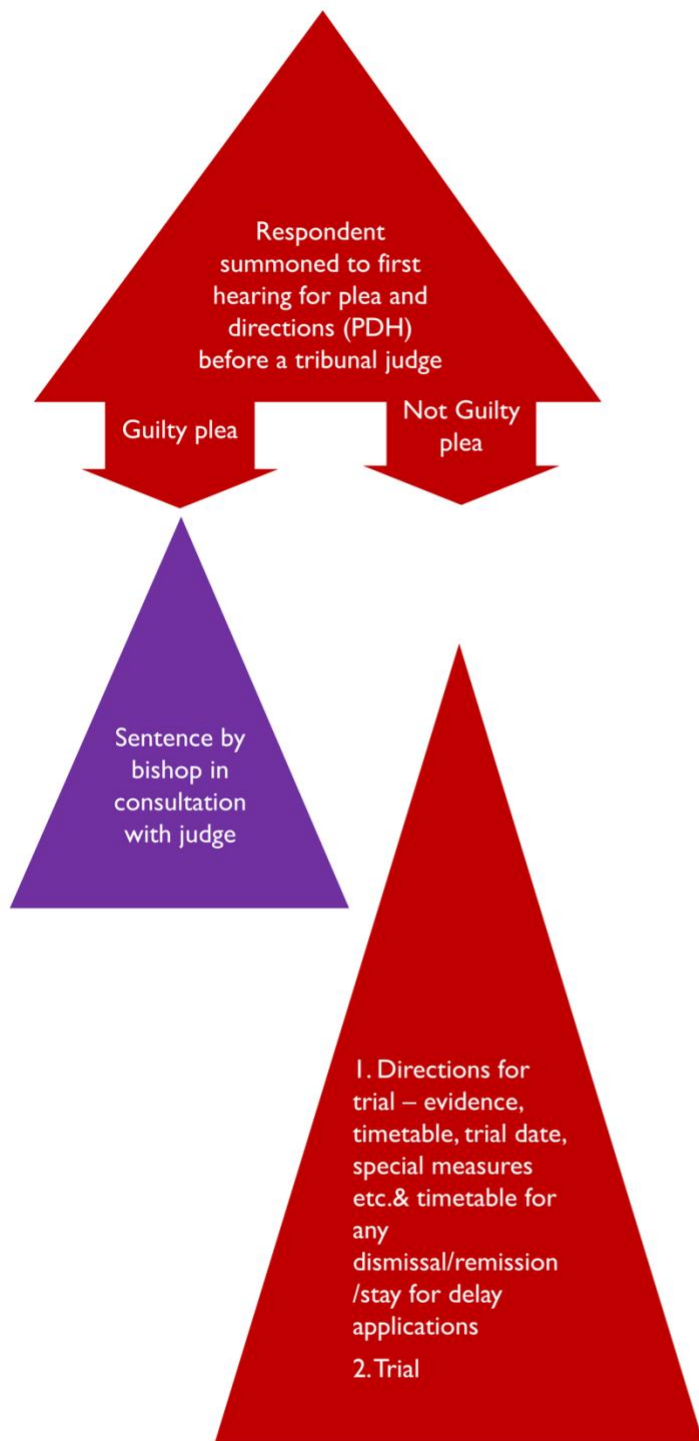 Respondent
summoned to first
hearing for plea and
directions (PDH)
before a tribunal judge
Guilty plea
Not Guilty
plea
Sentence by
bishop in
consultation
with judge
1. Directions for
trial – evidence,
timetable, trial date,
special measures
etc.& timetable for
any
dismissal/remission
/stay for delay
applications
2. Trial